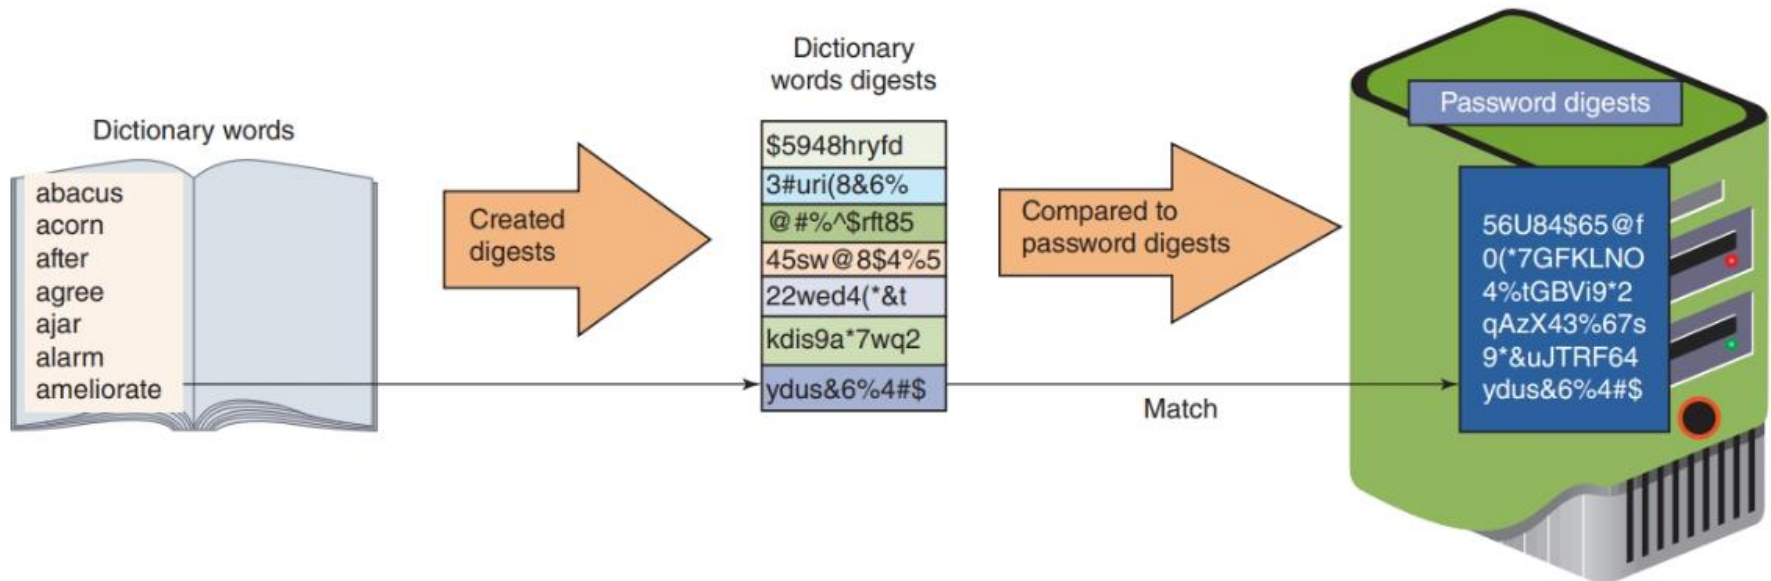 Dictionary words
abacus
acorn
after
agree
ajar
alarm
ameliorate
Created
digests
Dictionary
words digests
$5948hryfd
3#uri(8&6%
@#%^$rft85
45sw@8$4%5
22wed4(*&t
kdis9a*7wq2
ydus&6%4#$
Compared to
password digests
Match
Password digests
56U84$65@f
0(*7GFKLNO
4%tGBVi9*2
qAzX43%67s
9*&uJTRF64
ydus&6%4#$